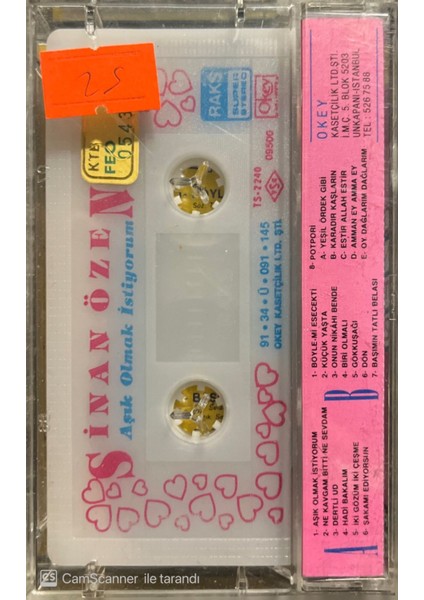 25
KTB
FEO
0543
RAKS
SUPER
STEREO
Okey
SİNAN ÖZEN
Aşık Olmak İstiyorum
TS-2240
TSE
09500
91·34·Ü·091·145
OKEY KASETÇİLİK LTD. ŞTİ.
OKEY
KASETÇİLİK LTD.ŞTİ.
İ.M.Ç. 5. BLOK 5203
UNKAPANI-İSTANBUL
TEL : 526 75 88
A
1- AŞIK OLMAK İSTİYORUM
2- NE KAVGAM BİTTİ NE SEVDAM
3- DERTLİ UD
4- HADİ BAKALIM
5- İKİ GÖZÜM İKİ ÇEŞME
6- ŞAKAMI EDİYORSUN
B
1- BÖYLE-Mİ ESECEKTİ
2- KÜÇÜK YAŞTA
3- ONUN NİKÂHI BENDE
4- BİRİ OLMALI
5- GÖKKUŞAĞI
6- DÖN
7- BAŞIMIN TATLI BELASI
8- POTPORİ
A- YEŞİL ÖRDEK GİBİ
B- KARADIR KAŞLARIN
C- ESTİR ALLAH ESTİR
D- AMMAN EY AMMA EY
E- OY DAĞLARIM DAĞLARIM
CS CamScanner ile tarandı